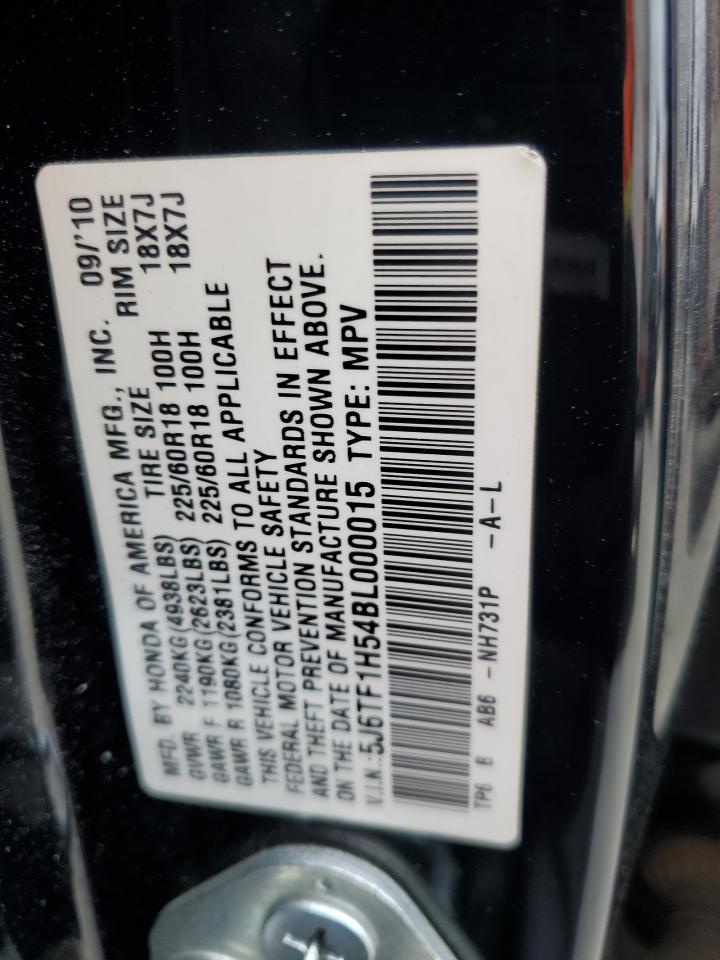 MFD. BY HONDA OF AMERICA MFG., INC. 09/'10
TIRE SIZE RIM SIZE
GVWR 2240KG(4938LBS) 225/60R18 100H 18X7J
GAWR F 1190KG(2623LBS) 225/60R18 100H 18X7J
GAWR R 1080KG(2381LBS)
THIS VEHICLE CONFORMS TO ALL APPLICABLE
FEDERAL MOTOR VEHICLE SAFETY
AND THEFT PREVENTION STANDARDS IN EFFECT
ON THE DATE OF MANUFACTURE SHOWN ABOVE.
V.I.N.:5J6TF1H54BL000015 TYPE: MPV
TP6 B AB6 -NH731P -A-L